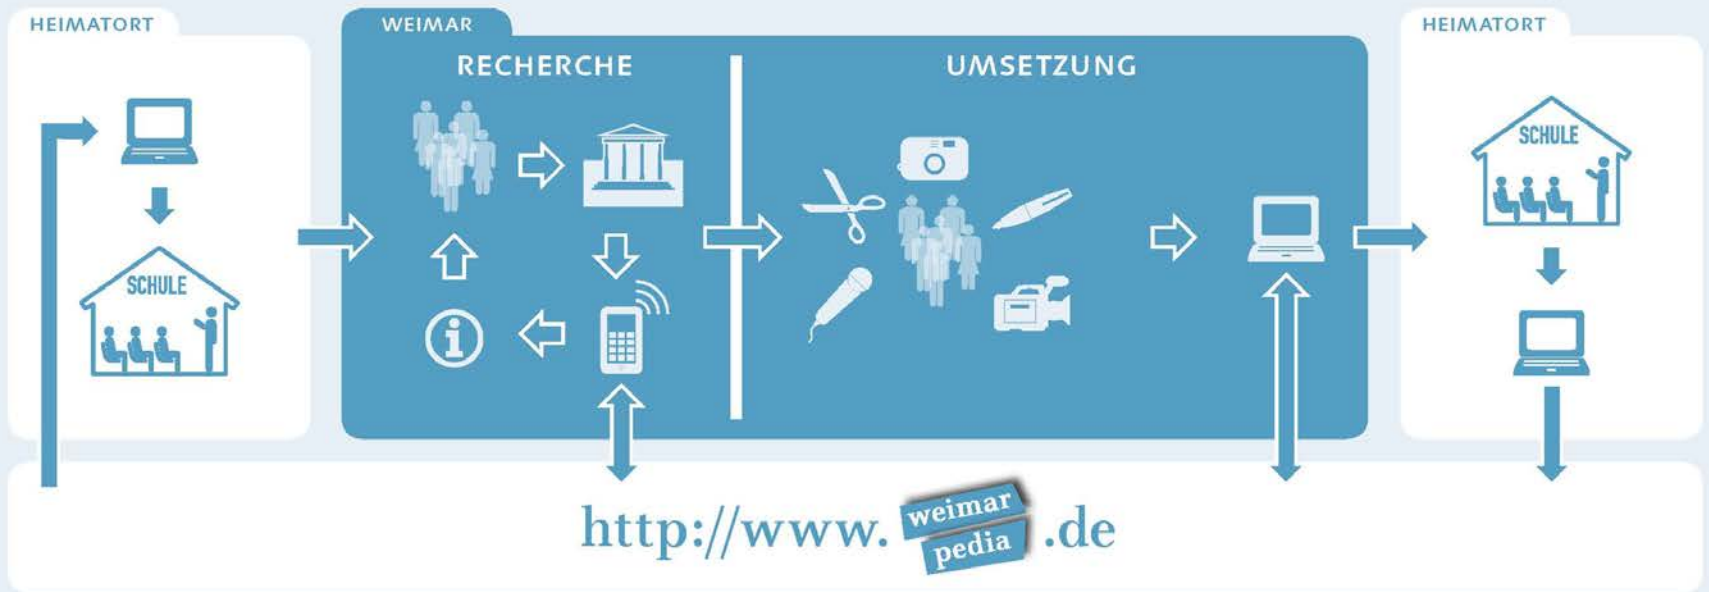 HEIMATORT
WEIMAR
HEIMATORT
RECHERCHE
UMSETZUNG
SCHULE
SCHULE
http://www. weimar pedia .de